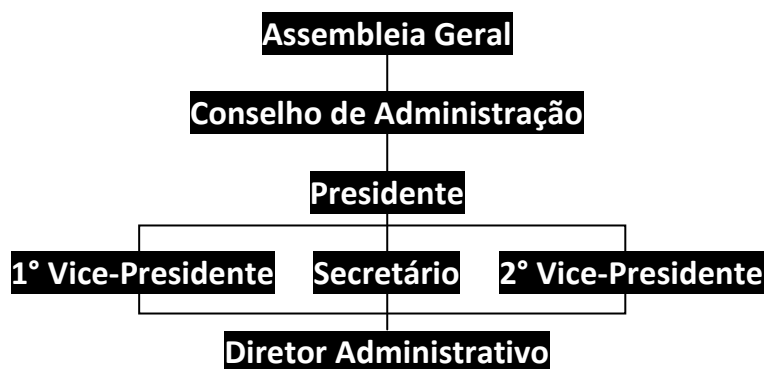 Assembleia Geral
Conselho de Administração
Presidente
1° Vice-Presidente
Secretário
2° Vice-Presidente
Diretor Administrativo